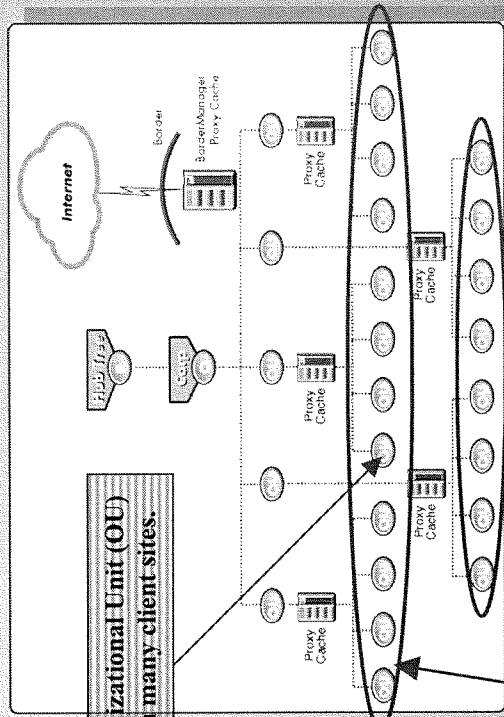 Internet
Border
BorderManager
Proxy Cache
Tree
izational Unit (OU)
many client sites.
Proxy
Cache
Proxy
Cache
Proxy
Cache
Proxy
Cache
Proxy
Cache